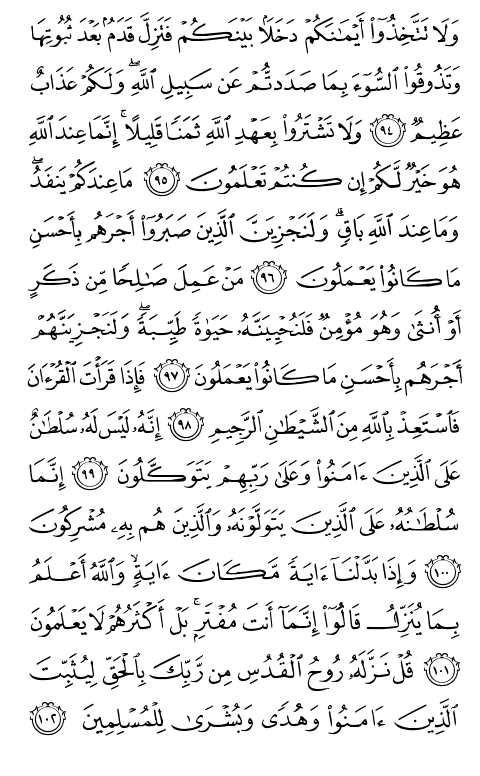 وَلَا تَتَّخِذُوٓا۟ أَيْمَٰنَكُمْ دَخَلًۢا بَيْنَكُمْ فَتَزِلَّ قَدَمٌۢ بَعْدَ ثُبُوتِهَا
وَتَذُوقُوا۟ ٱلسُّوٓءَ بِمَا صَدَدتُّمْ عَن سَبِيلِ ٱللَّهِ ۖ وَلَكُمْ عَذَابٌ
عَظِيمٌ ﴿٩٤﴾ وَلَا تَشْتَرُوا۟ بِعَهْدِ ٱللَّهِ ثَمَنًا قَلِيلًا ۚ إِنَّمَا عِندَ ٱللَّهِ
هُوَ خَيْرٌ لَّكُمْ إِن كُنتُمْ تَعْلَمُونَ ﴿٩٥﴾ مَا عِندَكُمْ يَنفَدُ ۖ
وَمَا عِندَ ٱللَّهِ بَاقٍ ۗ وَلَنَجْزِيَنَّ ٱلَّذِينَ صَبَرُوٓا۟ أَجْرَهُم بِأَحْسَنِ
مَا كَانُوا۟ يَعْمَلُونَ ﴿٩٦﴾ مَنْ عَمِلَ صَٰلِحًا مِّن ذَكَرٍ
أَوْ أُنثَىٰ وَهُوَ مُؤْمِنٌ فَلَنُحْيِيَنَّهُۥ حَيَوٰةً طَيِّبَةً ۖ وَلَنَجْزِيَنَّهُمْ
أَجْرَهُم بِأَحْسَنِ مَا كَانُوا۟ يَعْمَلُونَ ﴿٩٧﴾ فَإِذَا قَرَأْتَ ٱلْقُرْءَانَ
فَٱسْتَعِذْ بِٱللَّهِ مِنَ ٱلشَّيْطَٰنِ ٱلرَّجِيمِ ﴿٩٨﴾ إِنَّهُۥ لَيْسَ لَهُۥ سُلْطَٰنٌ
عَلَى ٱلَّذِينَ ءَامَنُوا۟ وَعَلَىٰ رَبِّهِمْ يَتَوَكَّلُونَ ﴿٩٩﴾ إِنَّمَا
سُلْطَٰنُهُۥ عَلَى ٱلَّذِينَ يَتَوَلَّوْنَهُۥ وَٱلَّذِينَ هُم بِهِۦ مُشْرِكُونَ
﴿١٠٠﴾ وَإِذَا بَدَّلْنَآ ءَايَةً مَّكَانَ ءَايَةٍ ۙ وَٱللَّهُ أَعْلَمُ
بِمَا يُنَزِّلُ قَالُوٓا۟ إِنَّمَآ أَنتَ مُفْتَرٍۭ ۚ بَلْ أَكْثَرُهُمْ لَا يَعْلَمُونَ
﴿١٠١﴾ قُلْ نَزَّلَهُۥ رُوحُ ٱلْقُدُسِ مِن رَّبِّكَ بِٱلْحَقِّ لِيُثَبِّتَ
ٱلَّذِينَ ءَامَنُوا۟ وَهُدًى وَبُشْرَىٰ لِلْمُسْلِمِينَ ﴿١٠٢﴾